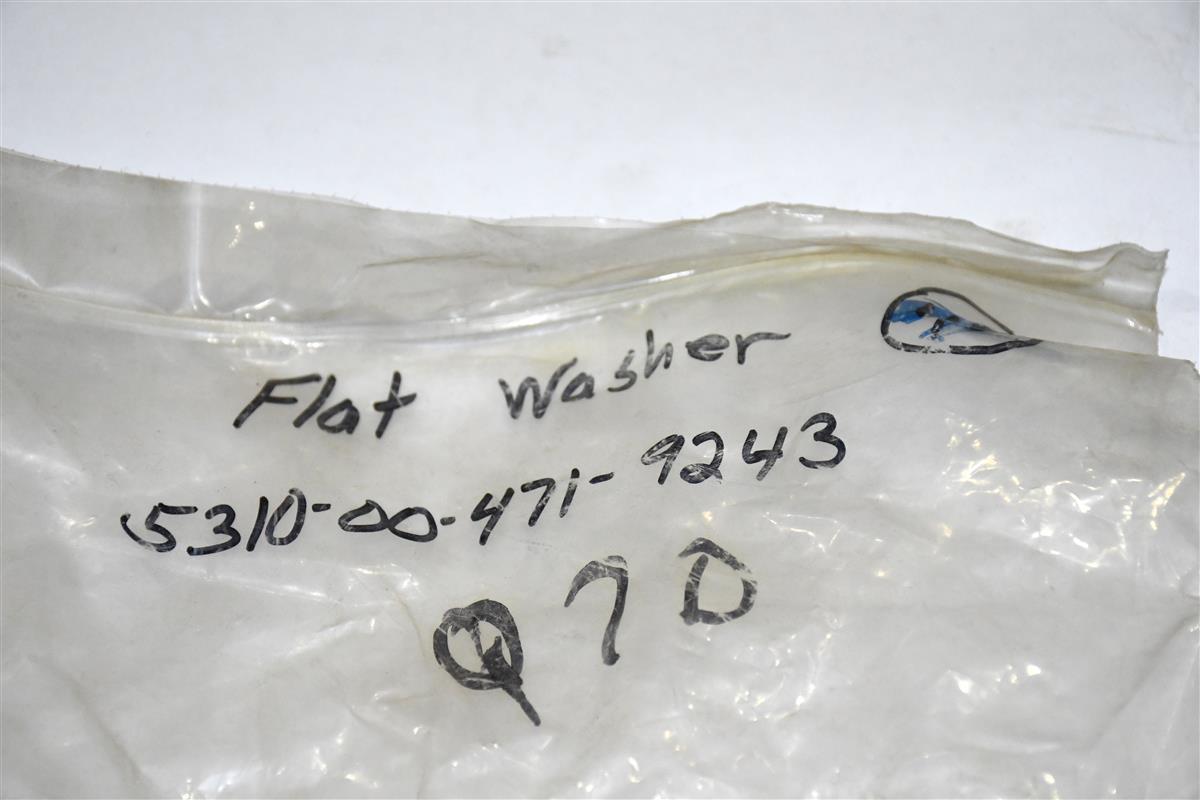 Flat Washer
5310-00-471-9243
Q 7 D